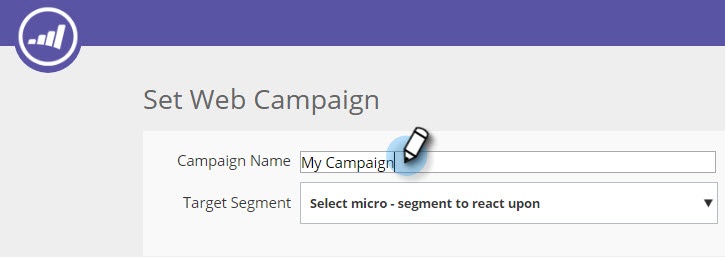 Set Web Campaign
Campaign Name My Campaign
Target Segment Select micro - segment to react upon